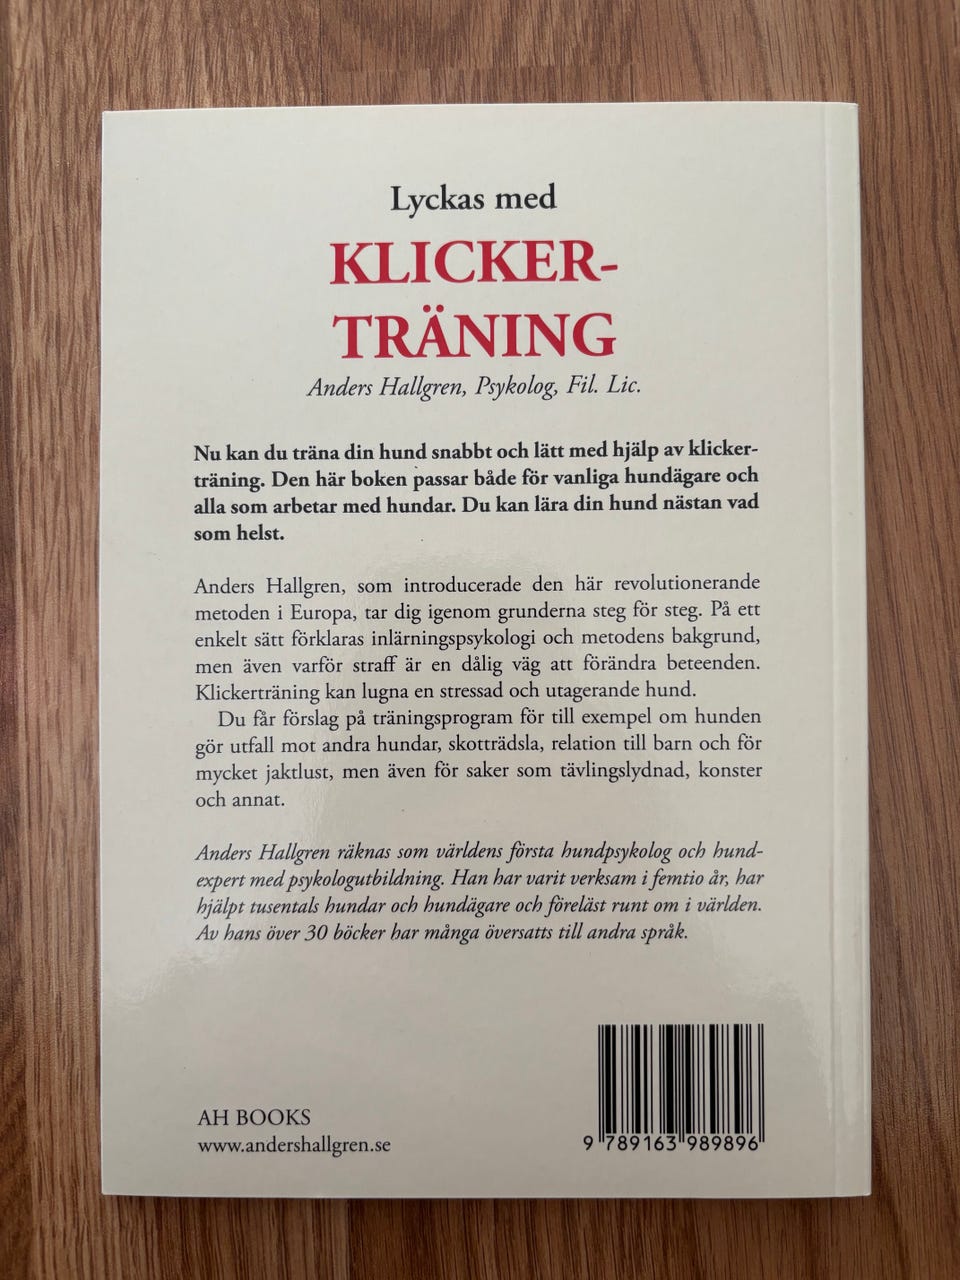 Lyckas med
KLICKER-
TRÄNING
Anders Hallgren, Psykolog, Fil. Lic.
Nu kan du träna din hund snabbt och lätt med hjälp av klicker-
träning. Den här boken passar både för vanliga hundägare och
alla som arbetar med hundar. Du kan lära din hund nästan vad
som helst.
Anders Hallgren, som introducerade den här revolutionerande
metoden i Europa, tar dig igenom grunderna steg för steg. På ett
enkelt sätt förklaras inlärningspsykologi och metodens bakgrund,
men även varför straff är en dålig väg att förändra beteenden.
Klickerträning kan lugna en stressad och utagerande hund.
Du får förslag på träningsprogram för till exempel om hunden
gör utfall mot andra hundar, skotträdsla, relation till barn och för
mycket jaktlust, men även för saker som tävlingslydnad, konster
och annat.
Anders Hallgren räknas som världens första hundpsykolog och hund-
expert med psykologutbildning. Han har varit verksam i femtio år, har
hjälpt tusentals hundar och hundägare och föreläst runt om i världen.
Av hans över 30 böcker har många översatts till andra språk.
AH BOOKS
www.andershallgren.se
9 789163 989896